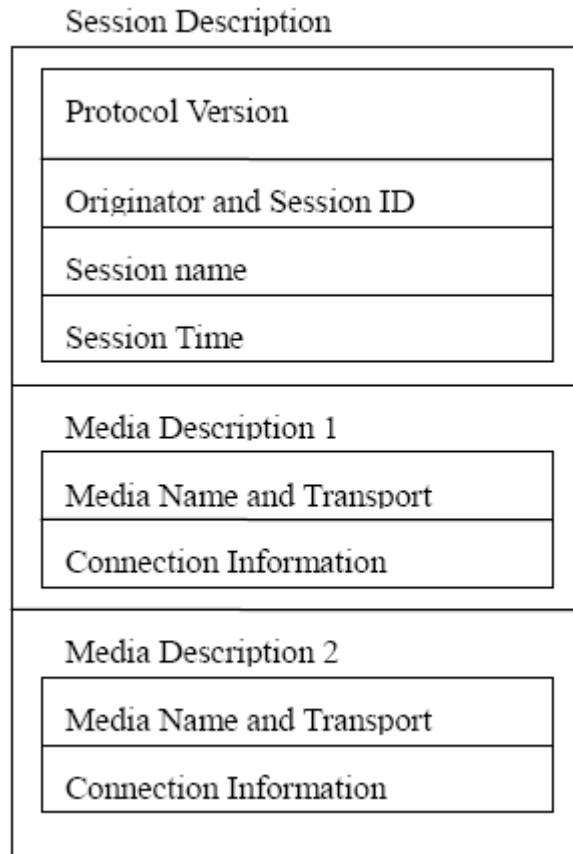 Session Description
Protocol Version
Originator and Session ID
Session name
Session Time
Media Description 1
Media Name and Transport
Connection Information
Media Description 2
Media Name and Transport
Connection Information